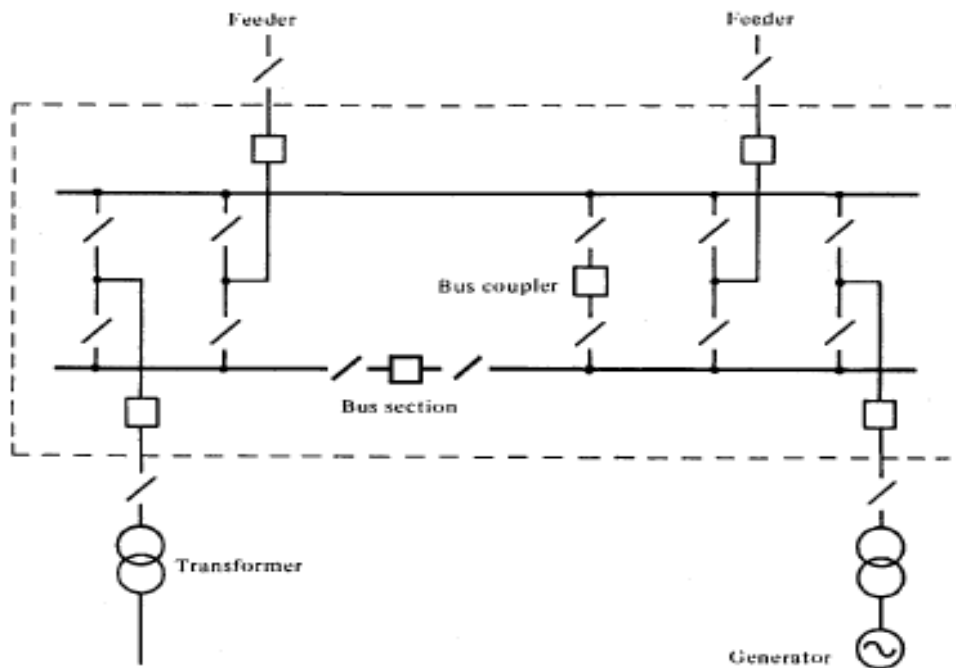 Feeder
Feeder
Bus coupler
Bus section
Transformer
Generator